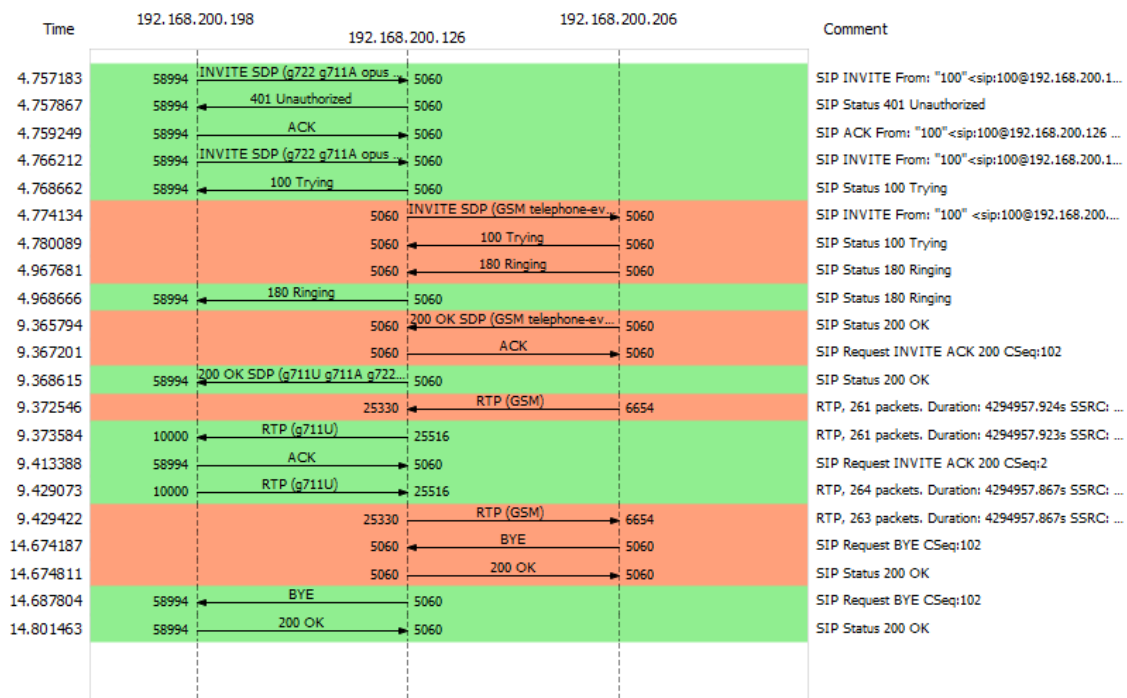 192.168.200.198 192.168.200.206
Time 192.168.200.126 Comment
4.757183 58994 INVITE SDP (g722 g711A opus ... 5060 SIP INVITE From: "100"<sip:100@192.168.200.1...
4.757867 58994 401 Unauthorized 5060 SIP Status 401 Unauthorized
4.759249 58994 ACK 5060 SIP ACK From: "100"<sip:100@192.168.200.126 ...
4.766212 58994 INVITE SDP (g722 g711A opus ... 5060 SIP INVITE From: "100"<sip:100@192.168.200.1...
4.768662 58994 100 Trying 5060 SIP Status 100 Trying
4.774134 5060 INVITE SDP (GSM telephone-ev... 5060 SIP INVITE From: "100" <sip:100@192.168.200....
4.780089 5060 100 Trying 5060 SIP Status 100 Trying
4.967681 5060 180 Ringing 5060 SIP Status 180 Ringing
4.968666 58994 180 Ringing 5060 SIP Status 180 Ringing
9.365794 5060 200 OK SDP (GSM telephone-ev... 5060 SIP Status 200 OK
9.367201 5060 ACK 5060 SIP Request INVITE ACK 200 CSeq:102
9.368615 58994 200 OK SDP (g711U g711A g722... 5060 SIP Status 200 OK
9.372546 25330 RTP (GSM) 6654 RTP, 261 packets. Duration: 4294957.924s SSRC: ...
9.373584 10000 RTP (g711U) 25516 RTP, 261 packets. Duration: 4294957.923s SSRC: ...
9.413388 58994 ACK 5060 SIP Request INVITE ACK 200 CSeq:2
9.429073 10000 RTP (g711U) 25516 RTP, 264 packets. Duration: 4294957.867s SSRC: ...
9.429422 25330 RTP (GSM) 6654 RTP, 263 packets. Duration: 4294957.867s SSRC: ...
14.674187 5060 BYE 5060 SIP Request BYE CSeq:102
14.674811 5060 200 OK 5060 SIP Status 200 OK
14.687804 58994 BYE 5060 SIP Request BYE CSeq:102
14.801463 58994 200 OK 5060 SIP Status 200 OK